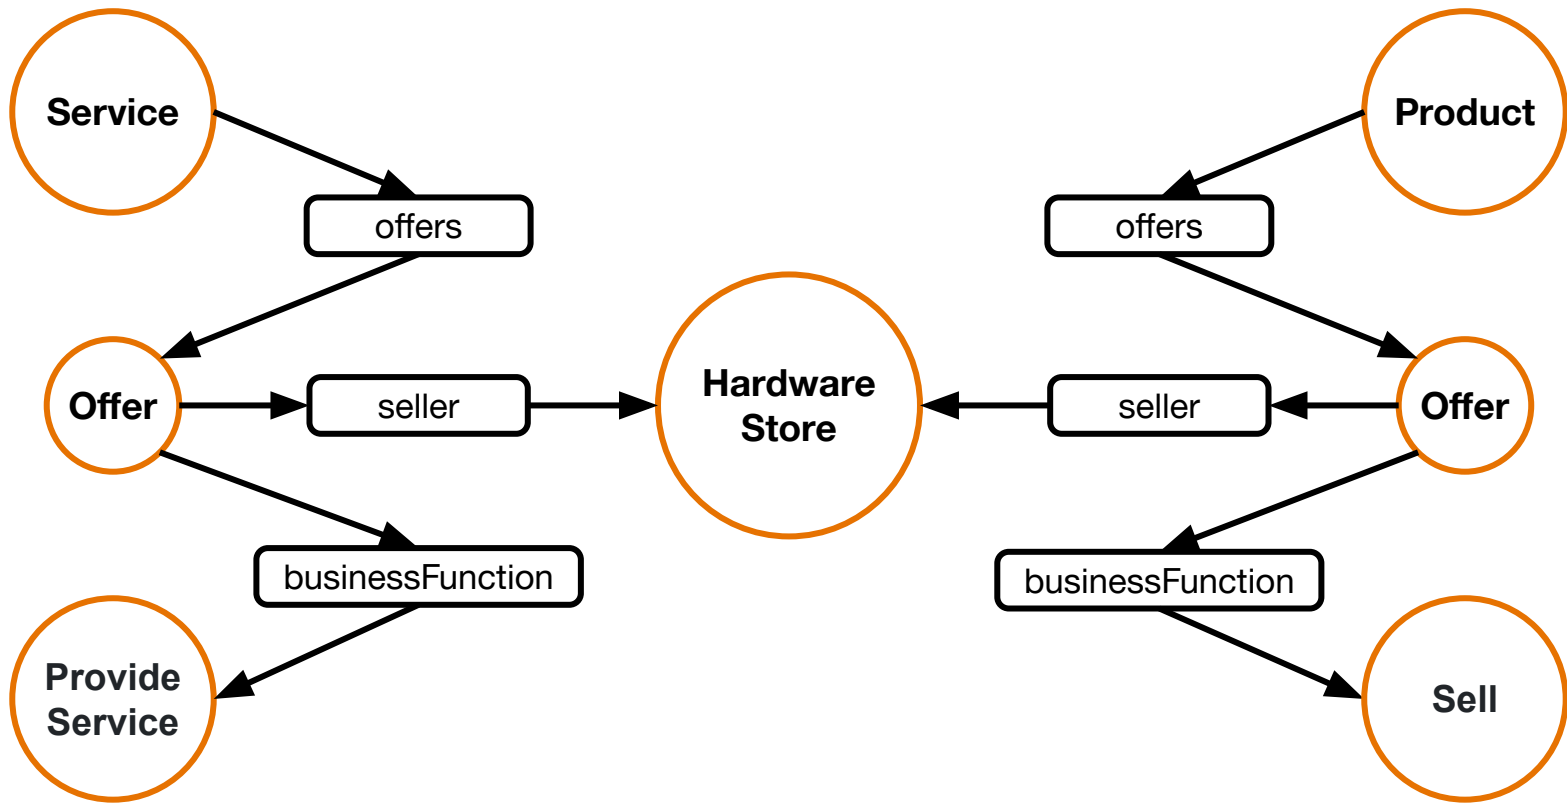 Service
Product
offers
offers
Offer
seller
Hardware
Store
seller
Offer
businessFunction
businessFunction
Provide
Service
Sell